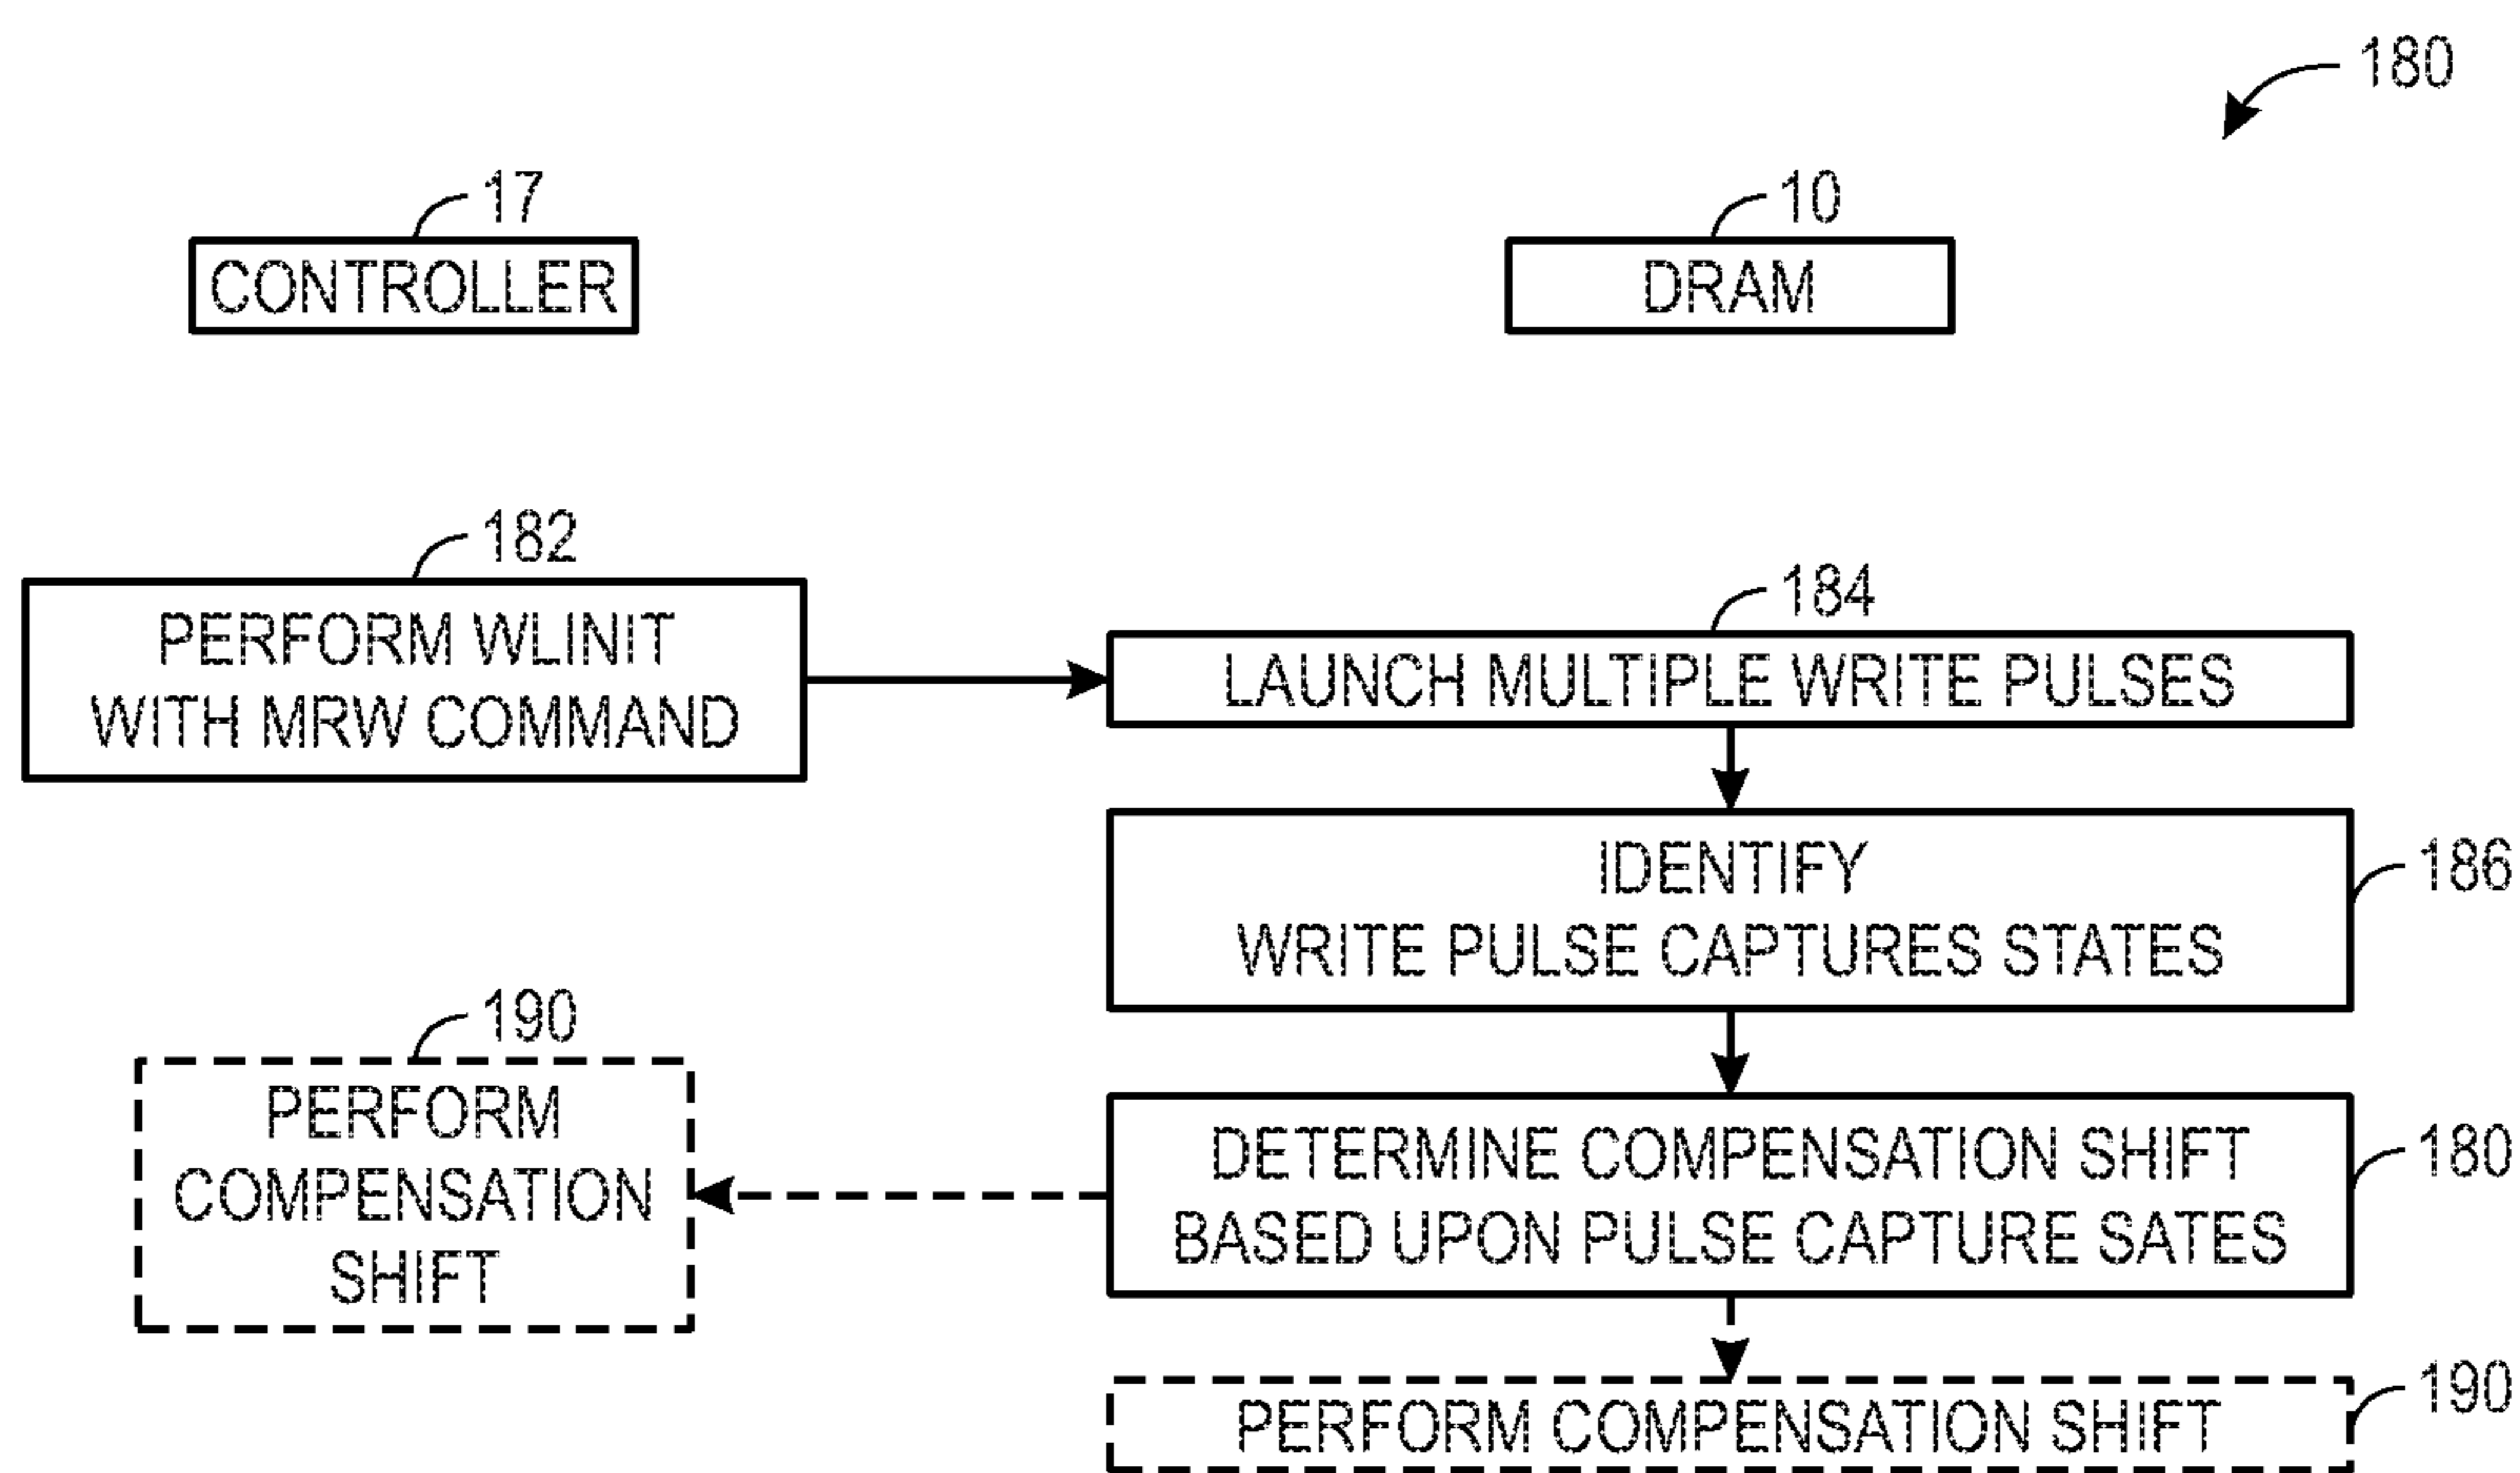 180
17
10
CONTROLLER
DRAM
182
184
PERFORM WLINIT
WITH MRW COMMAND
LAUNCH MULTIPLE WRITE PULSES
186
IDENTIFY
WRITE PULSE CAPTURES STATES
190
PERFORM
COMPENSATION
SHIFT
180
DETERMINE COMPENSATION SHIFT
BASED UPON PULSE CAPTURE SATES
190
PERFORM COMPENSATION SHIFT